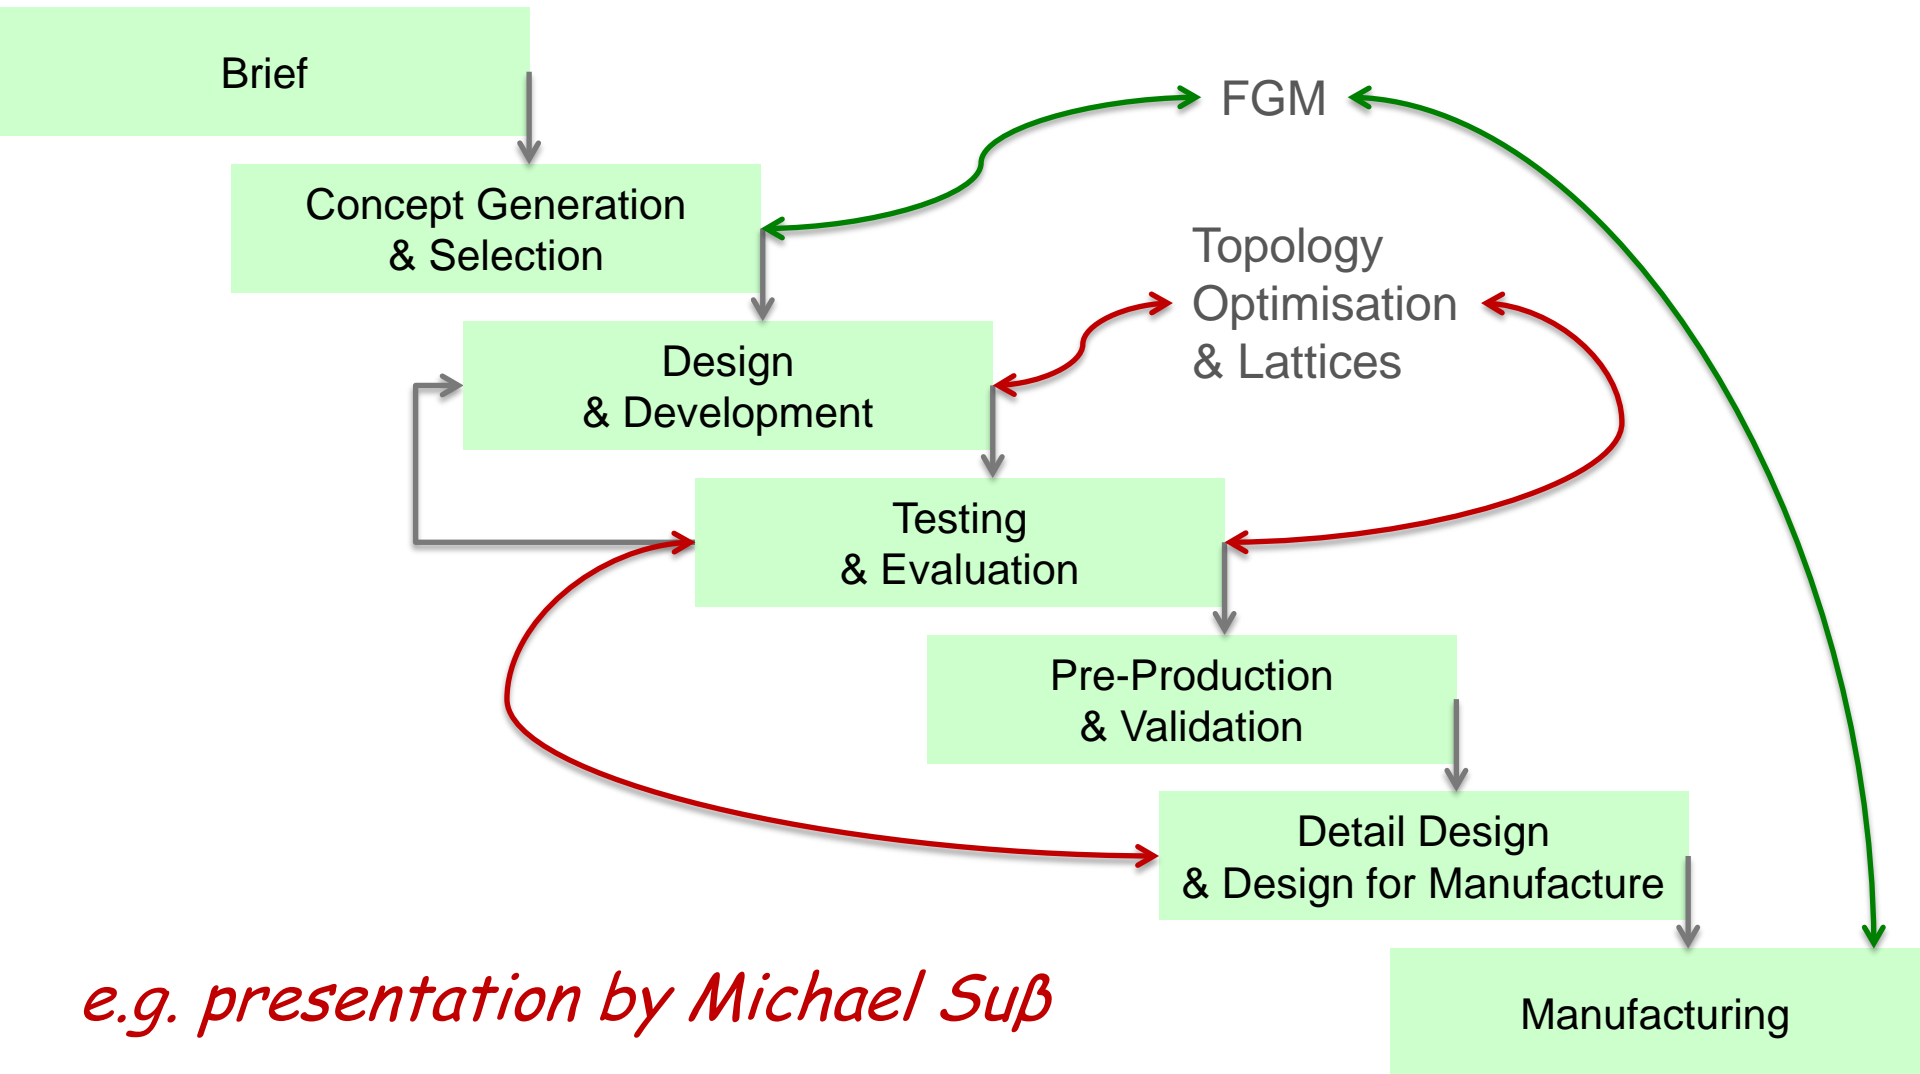 Brief
FGM
Concept Generation
& Selection
Topology
Optimisation
& Lattices
Design
& Development
Testing
& Evaluation
Pre-Production
& Validation
Detail Design
& Design for Manufacture
e.g. presentation by Michael Suβ
Manufacturing